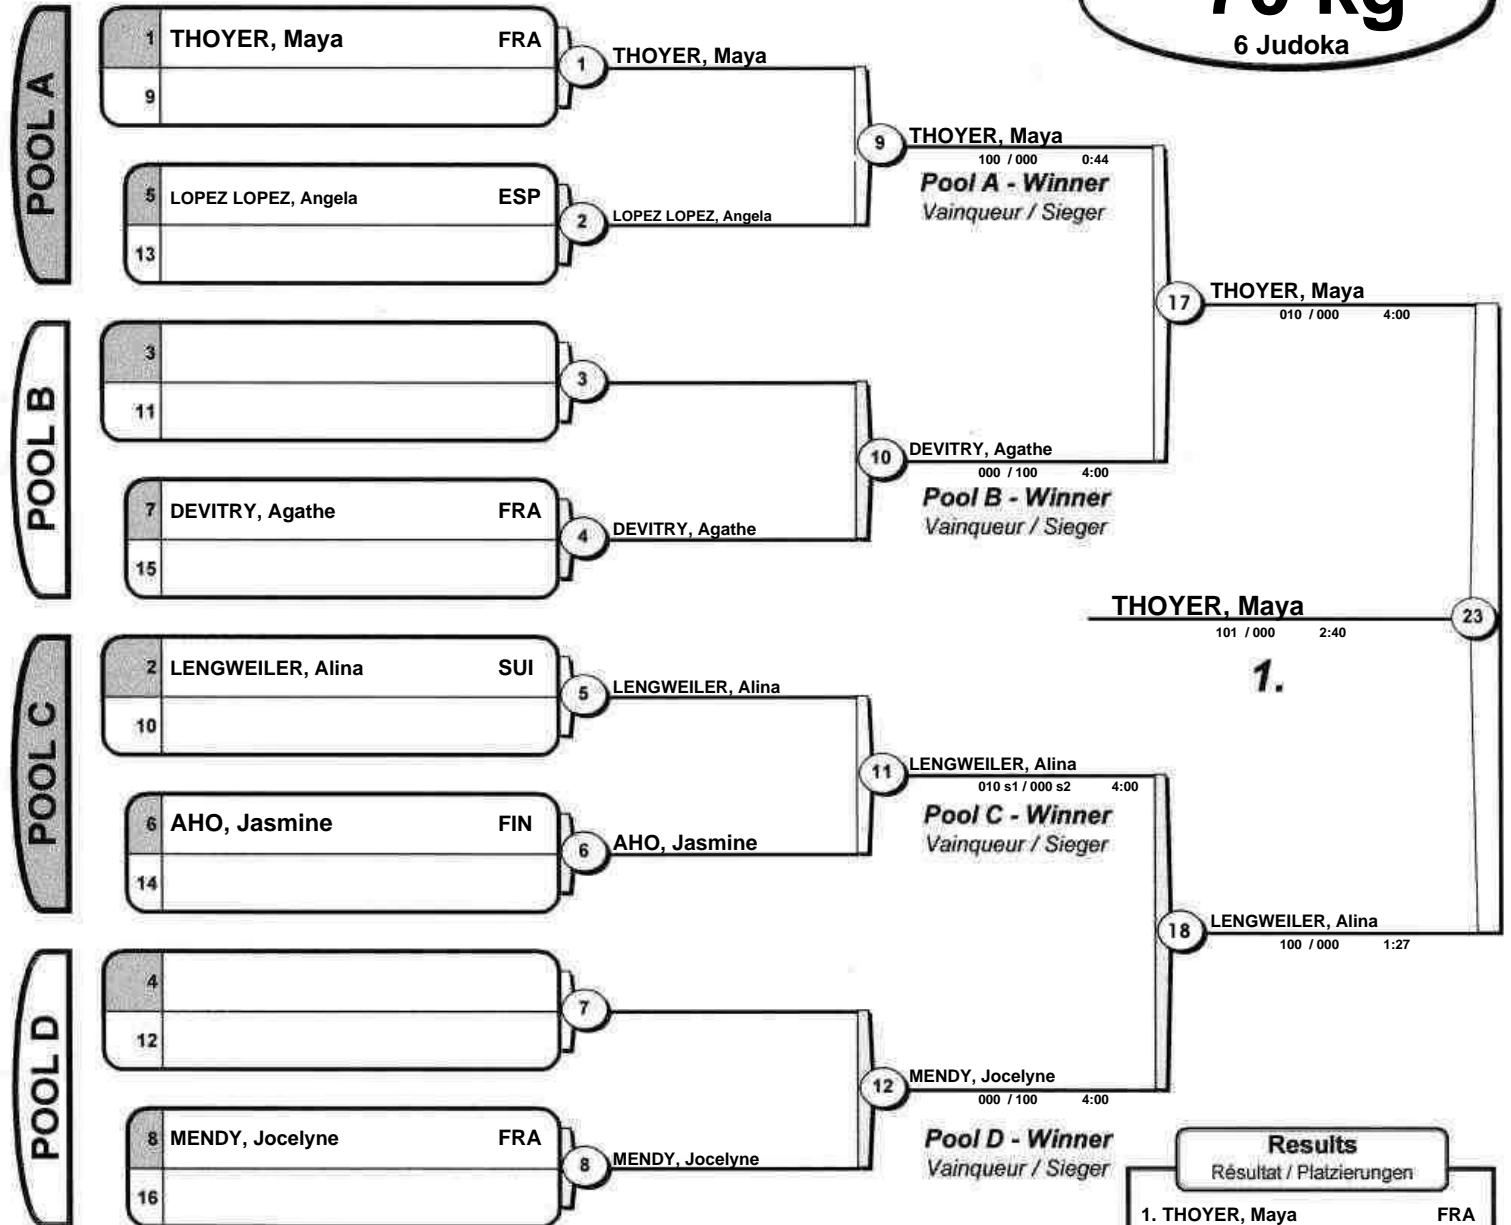 70 kg
6 Judoka
POOL A
1 THOYER, Maya FRA
9
1 THOYER, Maya
5 LOPEZ LOPEZ, Angela ESP
13
2 LOPEZ LOPEZ, Angela
9 THOYER, Maya
100 / 000 0:44
Pool A - Winner
Vainqueur / Sieger
POOL B
3
11
3
7 DEVITRY, Agathe FRA
15
4 DEVITRY, Agathe
10 DEVITRY, Agathe
000 / 100 4:00
Pool B - Winner
Vainqueur / Sieger
17 THOYER, Maya
010 / 000 4:00
POOL C
2 LENGWEILER, Alina SUI
10
5 LENGWEILER, Alina
6 AHO, Jasmine FIN
14
6 AHO, Jasmine
11 LENGWEILER, Alina
010 s1 / 000 s2 4:00
Pool C - Winner
Vainqueur / Sieger
POOL D
4
12
7
8 MENDY, Jocelyne FRA
16
8 MENDY, Jocelyne
12 MENDY, Jocelyne
000 / 100 4:00
Pool D - Winner
Vainqueur / Sieger
18 LENGWEILER, Alina
100 / 000 1:27
THOYER, Maya 23
101 / 000 2:40
1.
Results
Résultat / Platzierungen
1. THOYER, Maya FRA